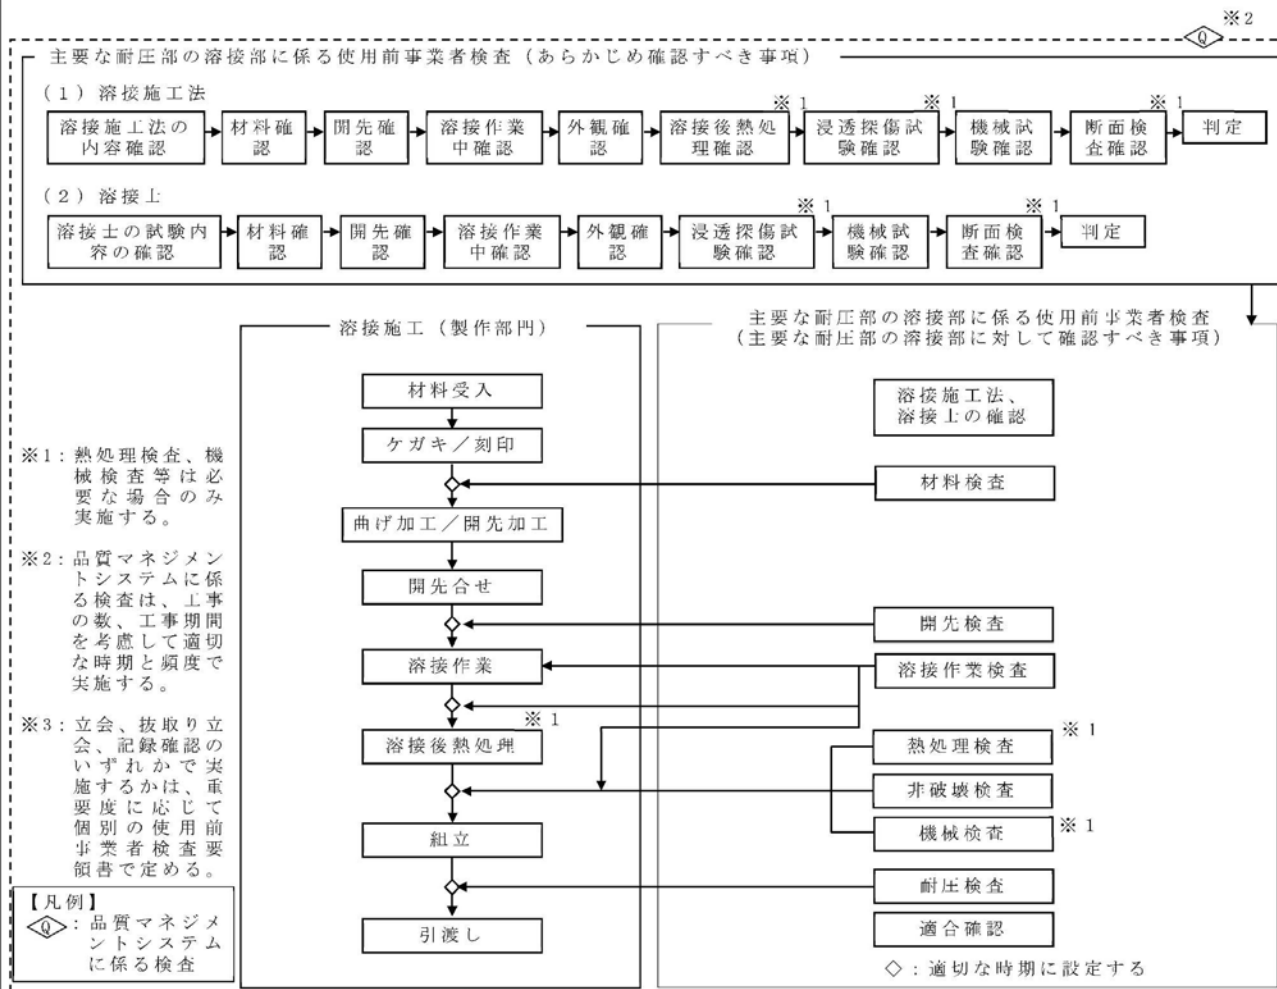 ※2
Q
主要な耐圧部の溶接部に係る使用前事業者検査(あらかじめ確認すべき事項)
(1)溶接施工法
※1
※1
※1
溶接施工法の
内容確認
材料確
認
開先確
認
溶接作業
中確認
外観確
認
溶接後熱処
理確認
浸透探傷試
験確認
機械試
験確認
断面検
査確認
判定
(2)溶接士
※1
※1
溶接士の試験内
容の確認
材料確
認
開先確
認
溶接作業
中確認
外観確
認
浸透探傷試
験確認
機械試
験確認
断面検
査確認
判定
溶接施工(製作部門)
材料受入
ケガキ/刻印
曲げ加工/開先加工
開先合せ
溶接作業
※1
溶接後熱処理
組立
引渡し
主要な耐圧部の溶接部に係る使用前事業者検査
(主要な耐圧部の溶接部に対して確認すべき事項)
溶接施工法、
溶接士の確認
材料検査
開先検査
溶接作業検査
熱処理検査
※1
非破壊検査
機械検査
※1
耐圧検査
適合確認
◇:適切な時期に設定する
※1:熱処理検査、機
械検査等は必
要な場合のみ
実施する。
※2:品質マネジメン
トシステムに係
る検査は、工事
の数、工事期間
を考慮して適切
な時期と頻度で
実施する。
※3:立会、抜取り立
会、記録確認の
いずれかで実
施するかは、重
要度に応じて
個別の使用前
事業者検査要
領書で定める。
【凡例】
Q:品質マネジメ
ントシステム
に係る検査